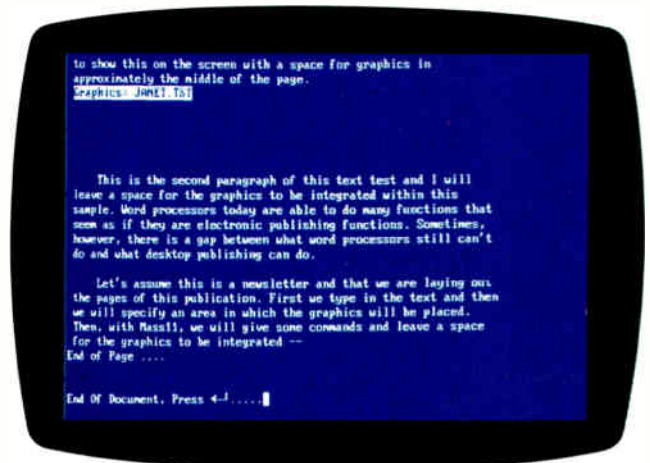 to show this on the screen with a space for graphics in
approximately the middle of the page.
Graphics: JANET.TXT
This is the second paragraph of this text test and I will
leave a space for the graphics to be integrated within this
sample. Word processors today are able to do many functions that
seem as if they are electronic publishing functions. Sometimes,
however, there is a gap between what word processors still can't
do and what desktop publishing can do.
Let's assume this is a newsletter and that we are laying out
the pages of this publication. First we type in the text and then
we will specify an area in which the graphics will be placed.
Then, with Mass11, we will give some commands and leave a space
for the graphics to be integrated --
End of Page ....
End Of Document, Press ←┘.....